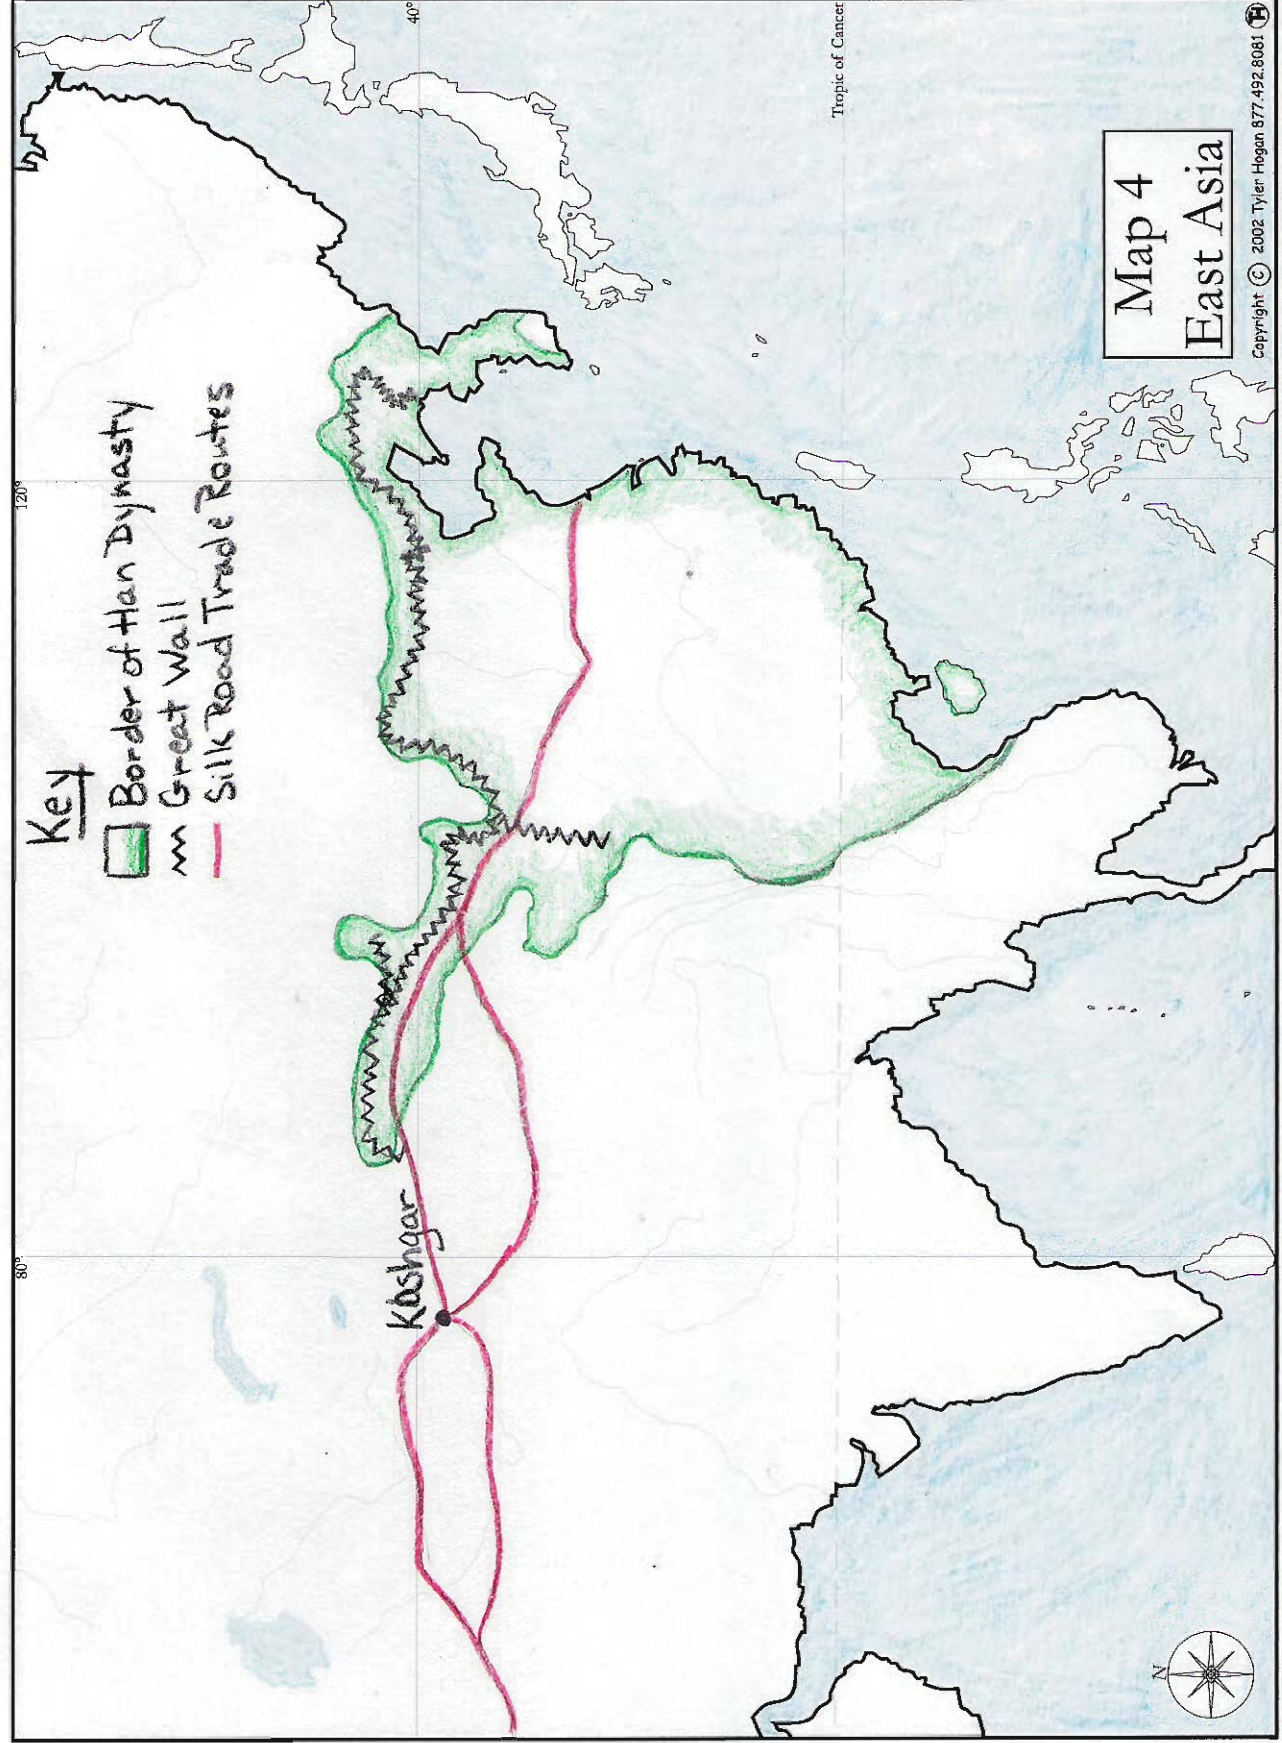 Key
Border of Han Dynasty
Great Wall
Silk Road Trade Routes
80°
120°
40°
Tropic of Cancer
Kashgar
N
Map 4
East Asia
Copyright © 2002 Tyler Hogan 877.492.8081 H